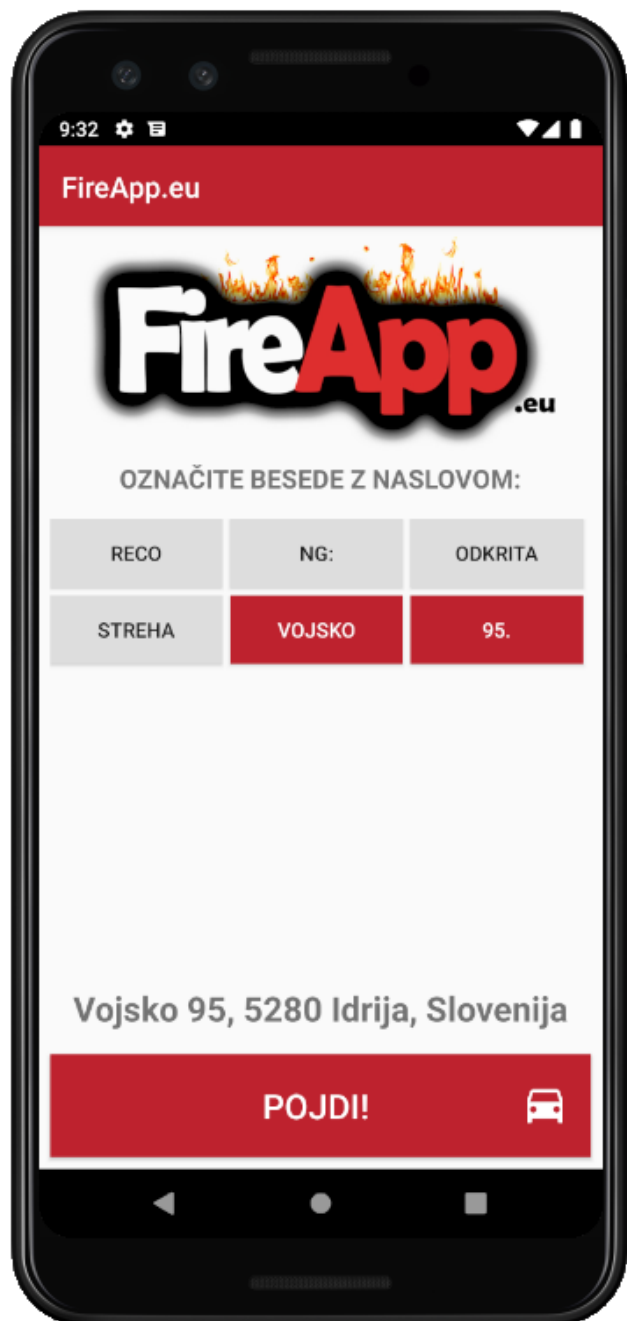 9:32
FireApp.eu
FireApp.eu
OZNAČITE BESEDE Z NASLOVOM:
RECO NG: ODKRITA
STREHA VOJSKO 95.
Vojsko 95, 5280 Idrija, Slovenija
POJDI!